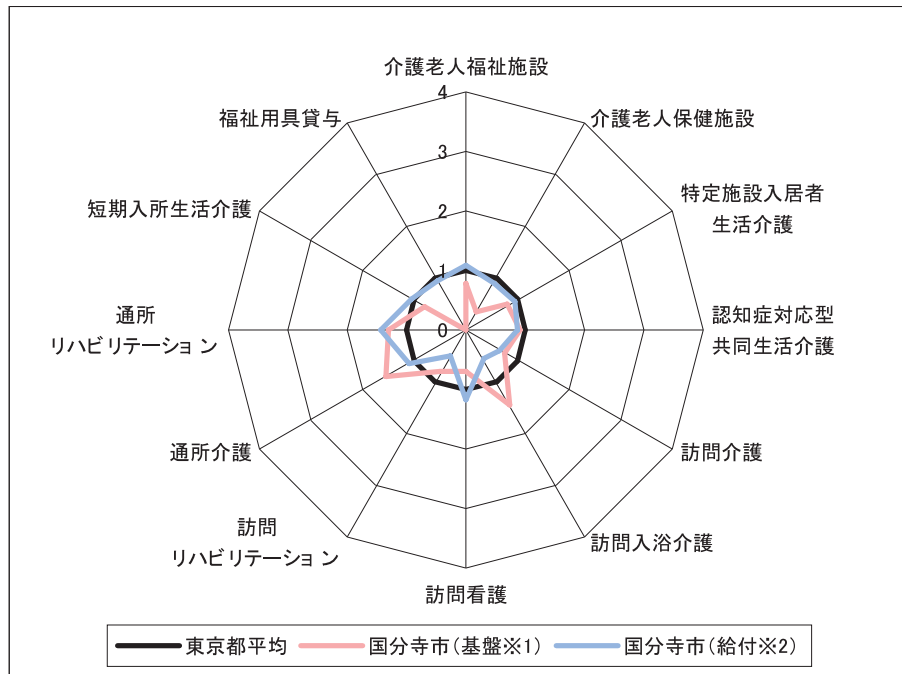 介護老人福祉施設
介護老人保健施設
特定施設入居者
生活介護
認知症対応型
共同生活介護
訪問介護
訪問入浴介護
訪問看護
訪問
リハビリテーション
通所介護
通所
リハビリテーション
短期入所生活介護
福祉用具貸与
4
3
2
1
0
東京都平均
国分寺市(基盤※1)
国分寺市(給付※2)